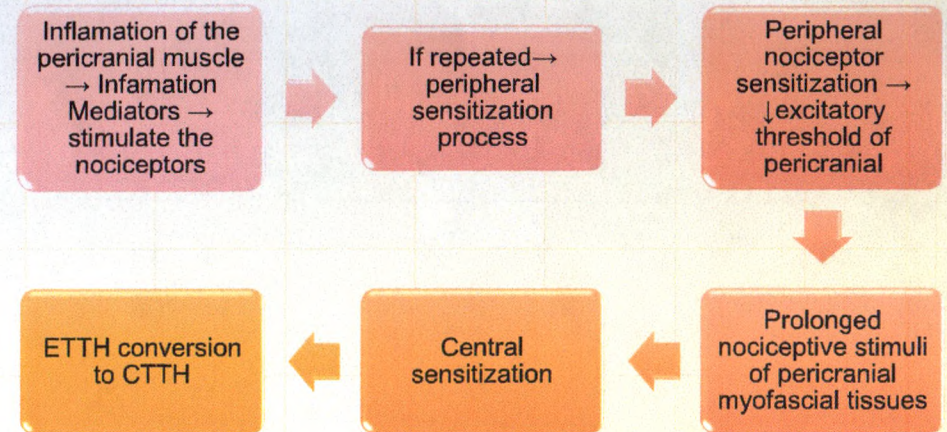 Inflamation of the
pericranial muscle
→ Infamation
Mediators →
stimulate the
nociceptors
If repeated→
peripheral
sensitization
process
Peripheral
nociceptor
sensitization →
↓excitatory
threshold of
pericranial
Prolonged
nociceptive stimuli
of pericranial
myofascial tissues
Central
sensitization
ETTH conversion
to CTTH